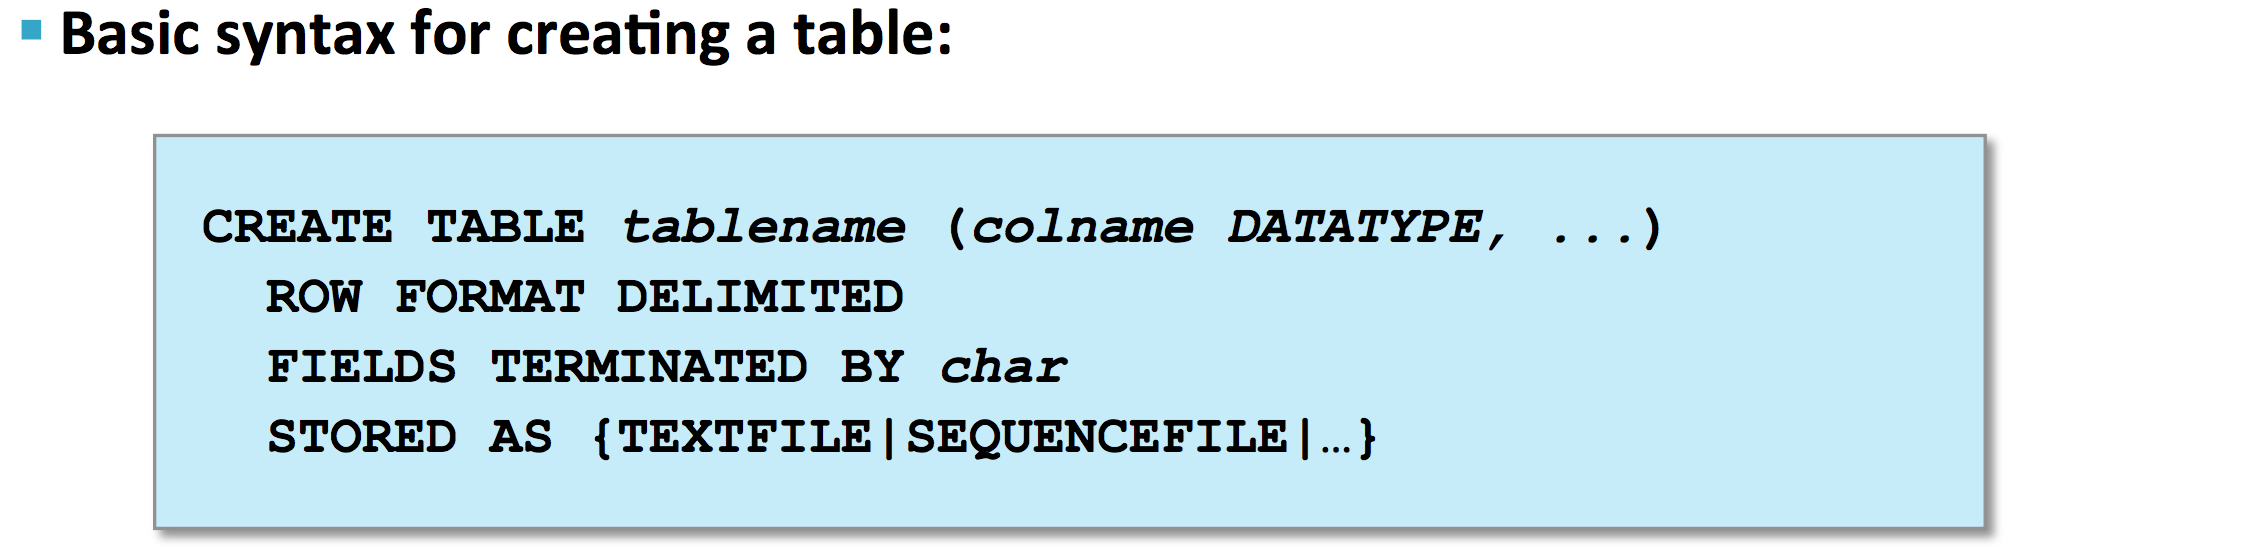 Basic syntax for creating a table:
CREATE TABLE tablename (colname DATATYPE, ...)
ROW FORMAT DELIMITED
FIELDS TERMINATED BY char
STORED AS {TEXTFILE|SEQUENCEFILE|…}